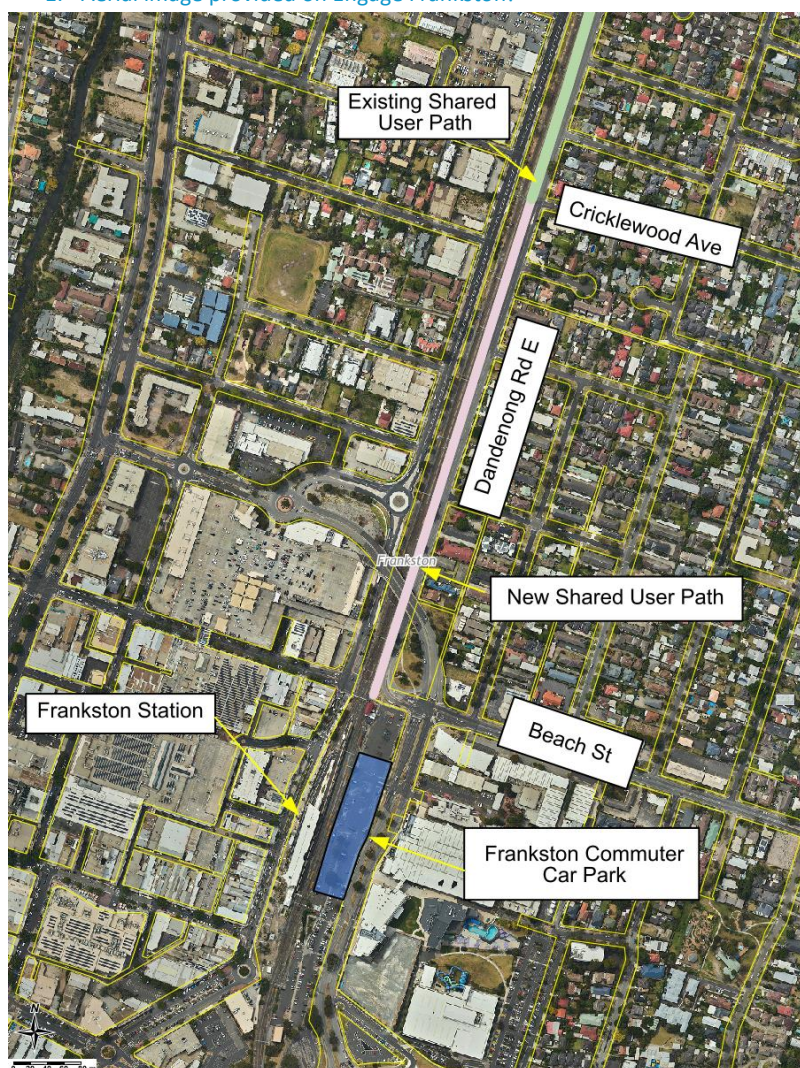 Aerial image provided on Engage Frankston:
Existing Shared
User Path
Cricklewood Ave
Dandenong Rd E
Frankston
New Shared User Path
Frankston Station
Beach St
Frankston Commuter
Car Park
N